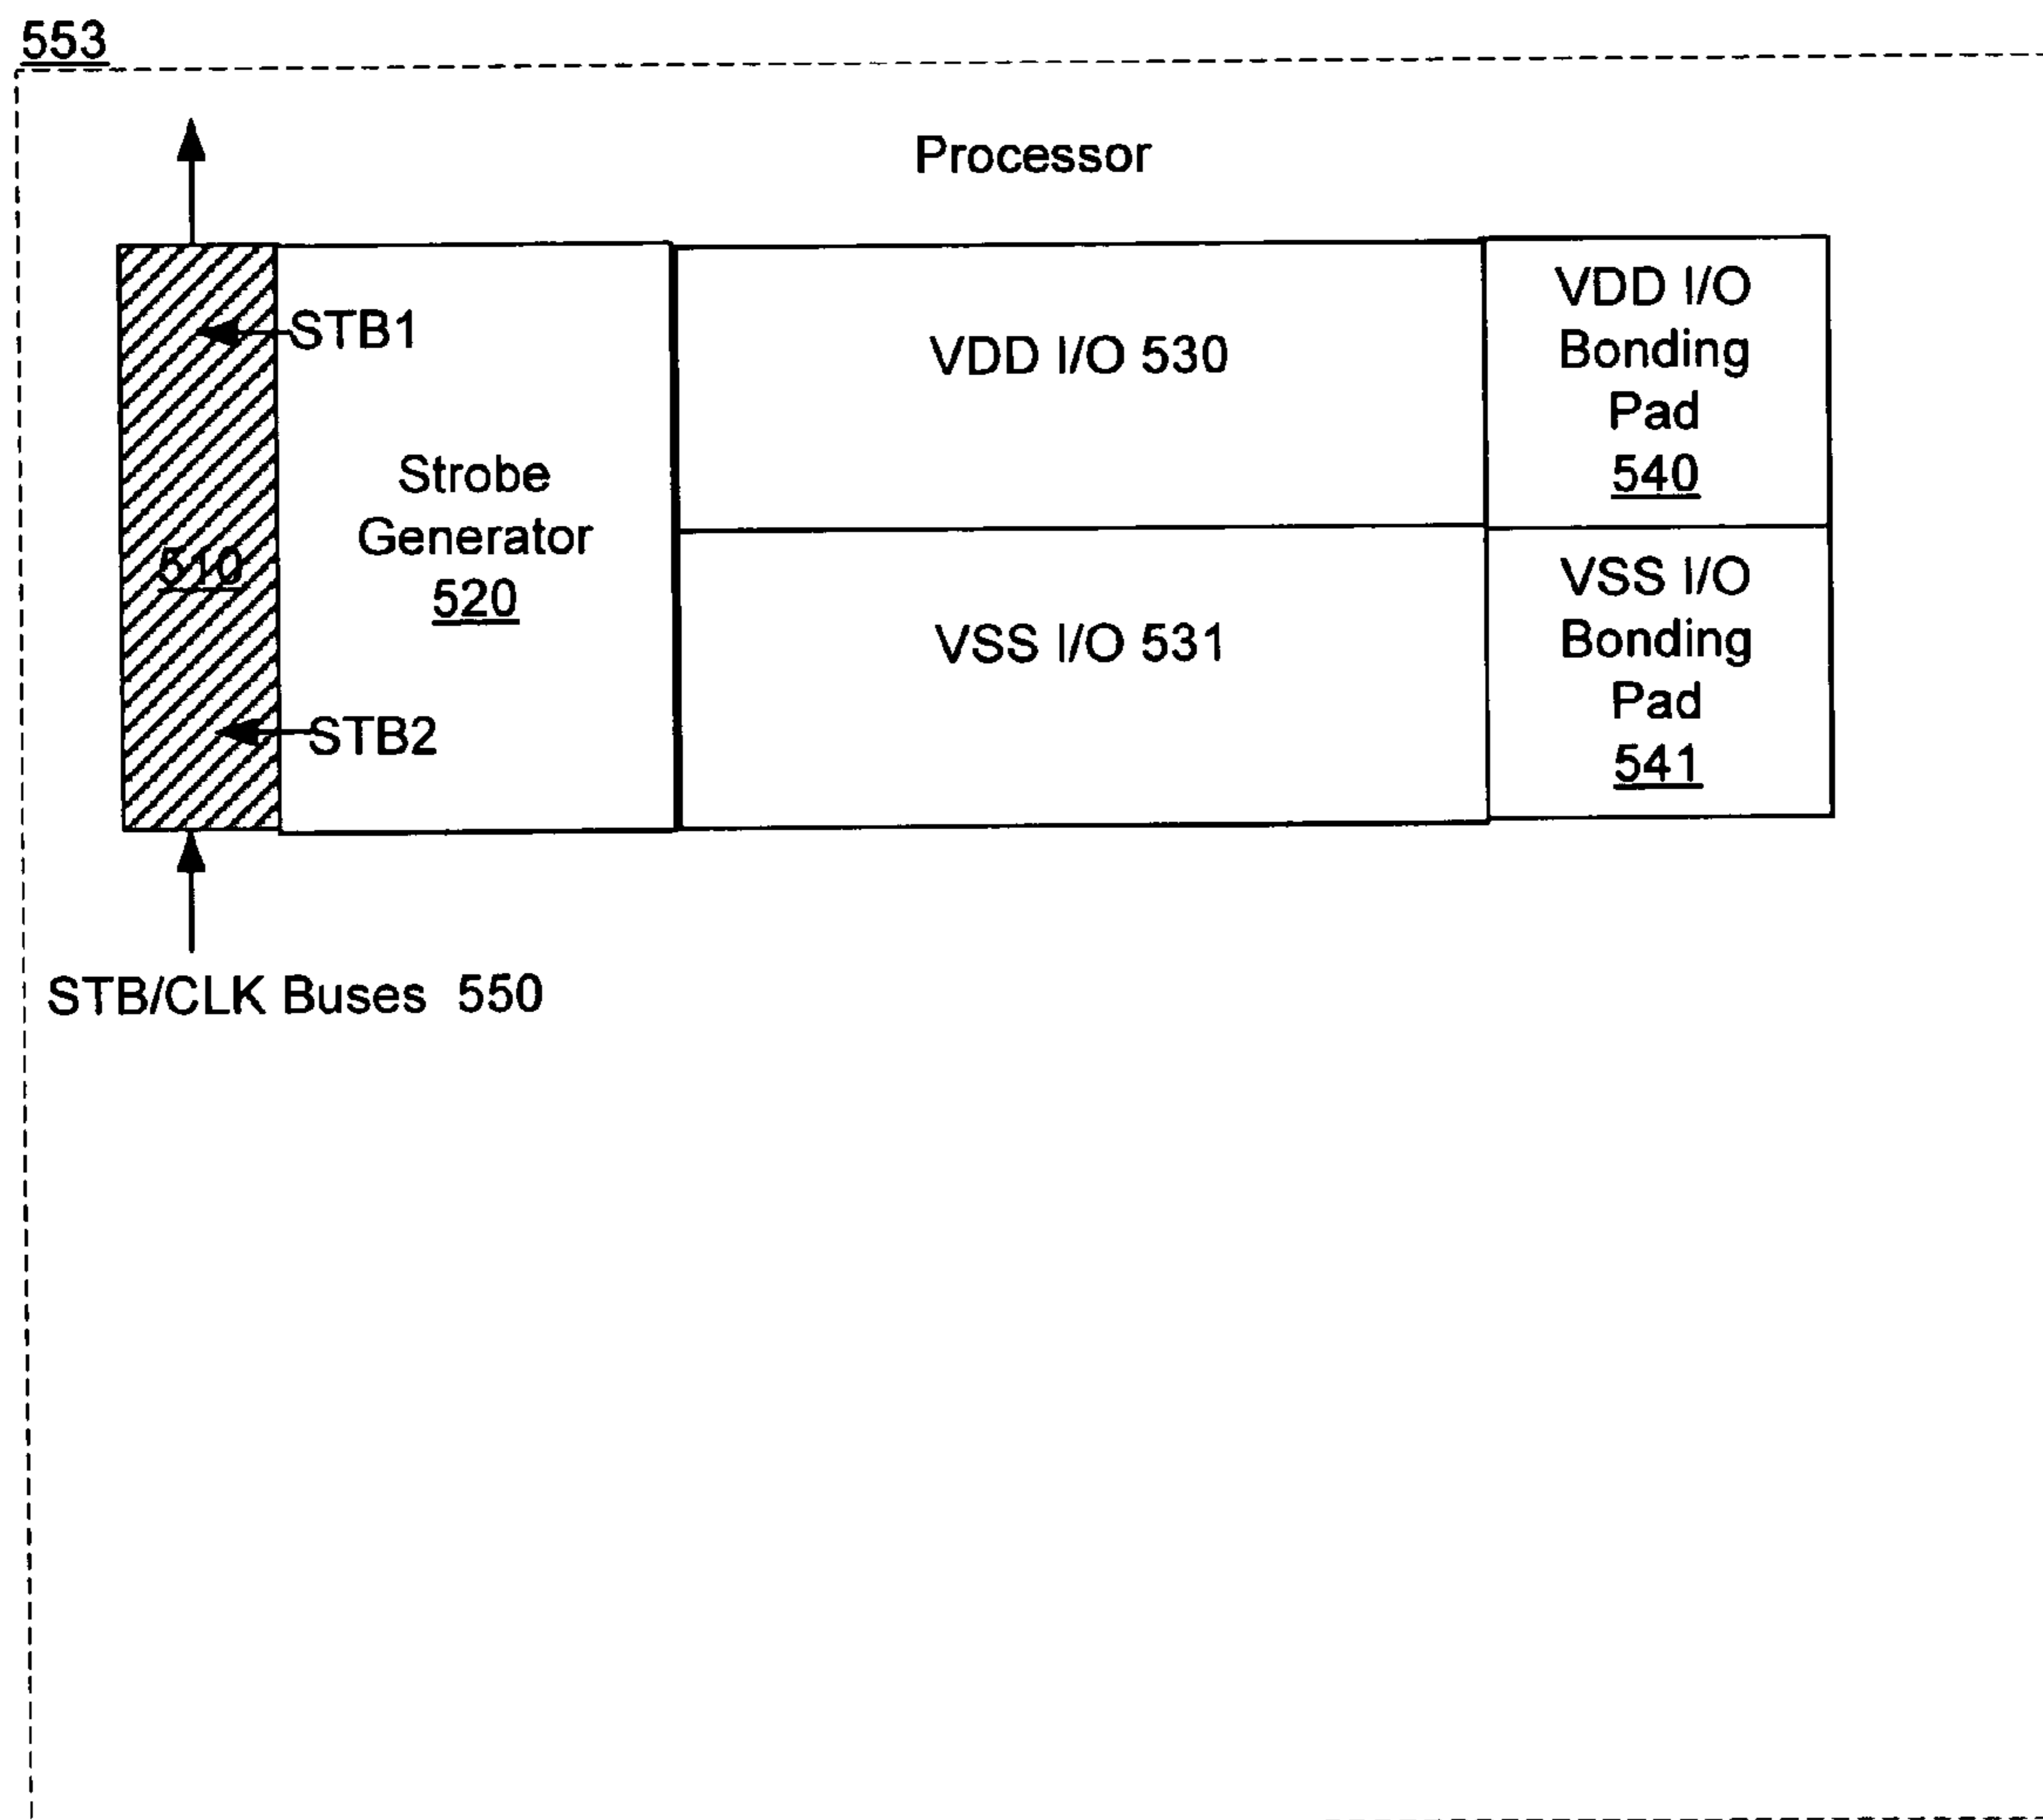 553
Processor
STB1
VDD I/O 530
VDD I/O
Bonding
Pad
540
Strobe
Generator
520
510
VSS I/O 531
VSS I/O
Bonding
Pad
541
STB2
STB/CLK Buses 550